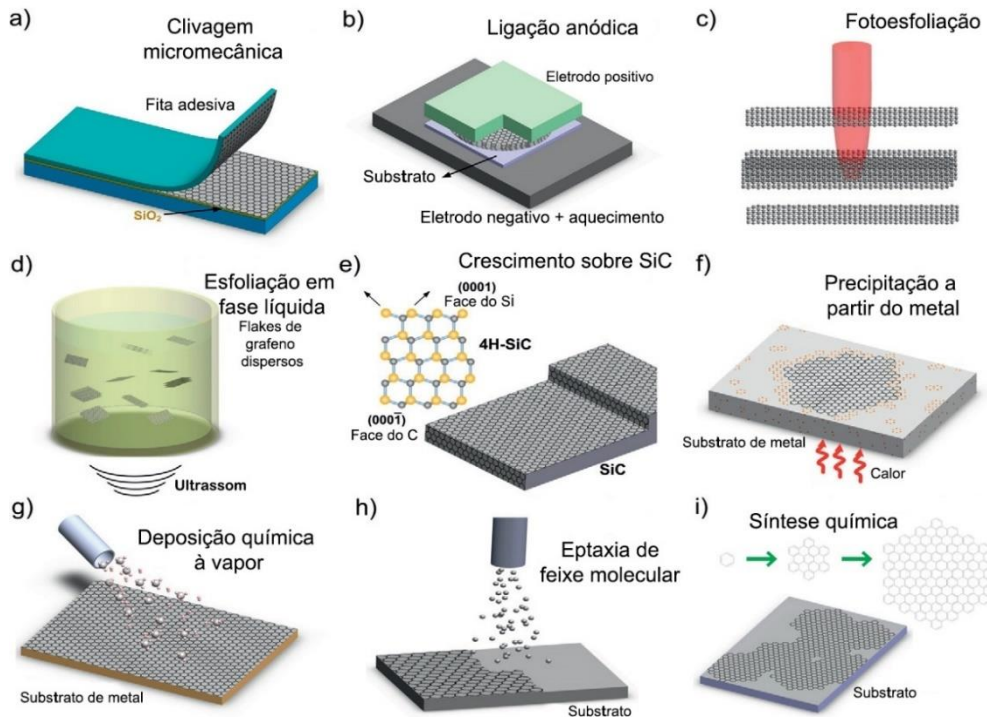 a)
Clivagem
micromecânica
Fita adesiva
SiO₂
b)
Ligação anódica
Eletrodo positivo
Substrato
Eletrodo negativo + aquecimento
c)
Fotoesfoliação
d)
Esfoliação em
fase líquida
Flakes de
grafeno
dispersos
Ultrassom
e)
Crescimento sobre SiC
(0001)
Face do Si
4H-SiC
(0001̄)
Face do C
SiC
f)
Precipitação a
partir do metal
Substrato de metal
Calor
g)
Deposição química
à vapor
Substrato de metal
h)
Eptaxia de
feixe molecular
Substrato
i)
Síntese química
Substrato